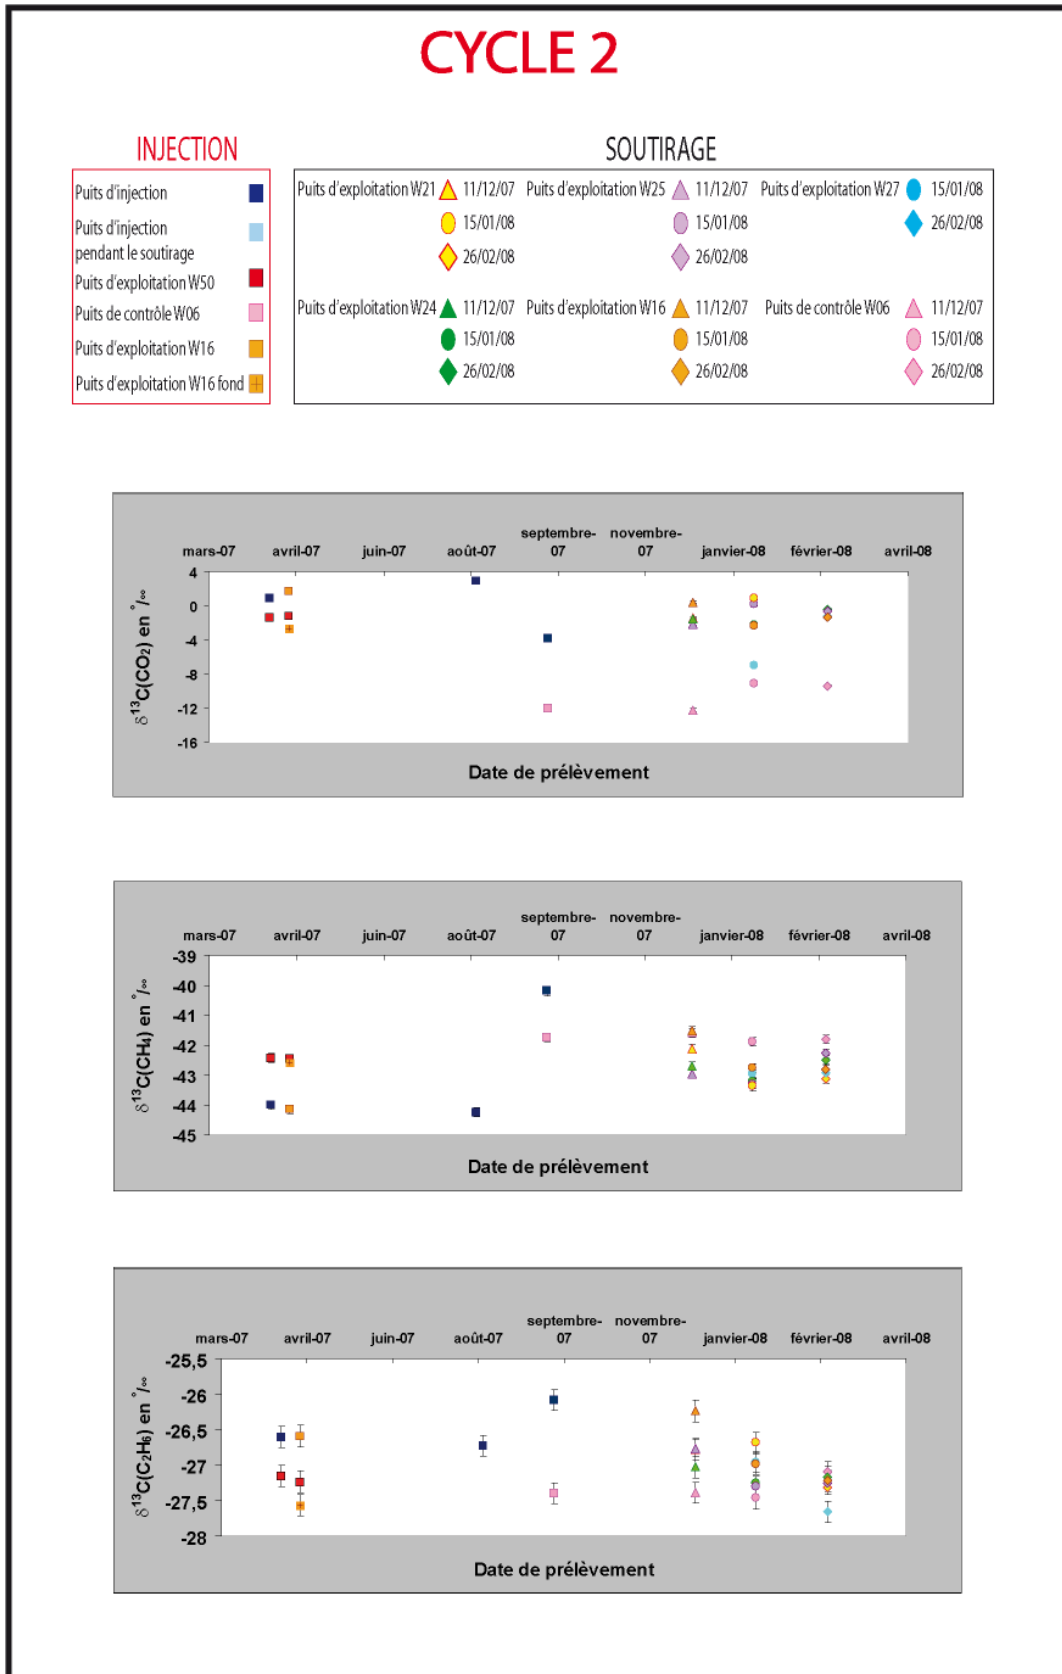 CYCLE 2
INJECTION
Puits d'injection
Puits d'injection
pendant le soutirage
Puits d'exploitation W50
Puits de contrôle W06
Puits d'exploitation W16
Puits d'exploitation W16 fond
SOUTIRAGE
Puits d'exploitation W21 11/12/07 Puits d'exploitation W25 11/12/07 Puits d'exploitation W27 15/01/08
15/01/08 15/01/08 26/02/08
26/02/08 26/02/08
Puits d'exploitation W24 11/12/07 Puits d'exploitation W16 11/12/07 Puits de contrôle W06 11/12/07
15/01/08 15/01/08 15/01/08
26/02/08 26/02/08 26/02/08
septembre- novembre-
mars-07 avril-07 juin-07 août-07 07 07 janvier-08 février-08 avril-08
4
0
-4
-8
-12
-16
δ¹³C(CO₂) en °/∞
Date de prélèvement
septembre- novembre-
mars-07 avril-07 juin-07 août-07 07 07 janvier-08 février-08 avril-08
-39
-40
-41
-42
-43
-44
-45
δ¹³C(CH₄) en °/∞
Date de prélèvement
septembre- novembre-
mars-07 avril-07 juin-07 août-07 07 07 janvier-08 février-08 avril-08
-25,5
-26
-26,5
-27
-27,5
-28
δ¹³C(C₂H₆) en °/∞
Date de prélèvement